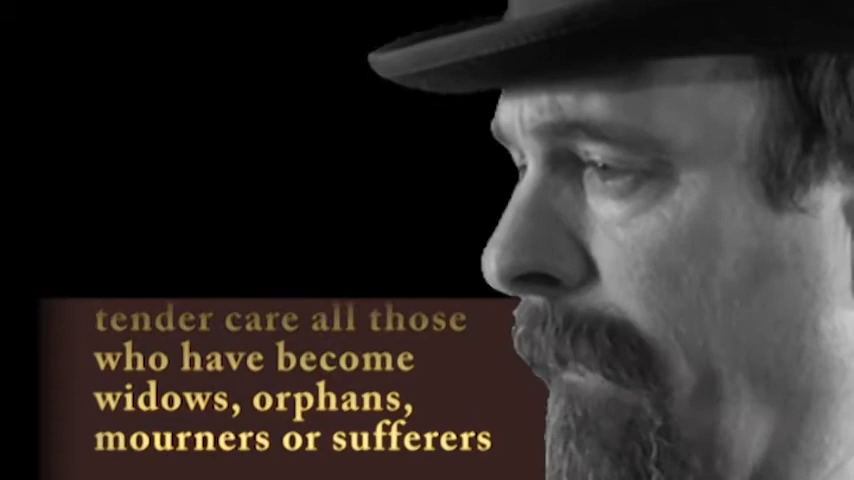 tender care all those
who have become
widows, orphans,
mourners or sufferers